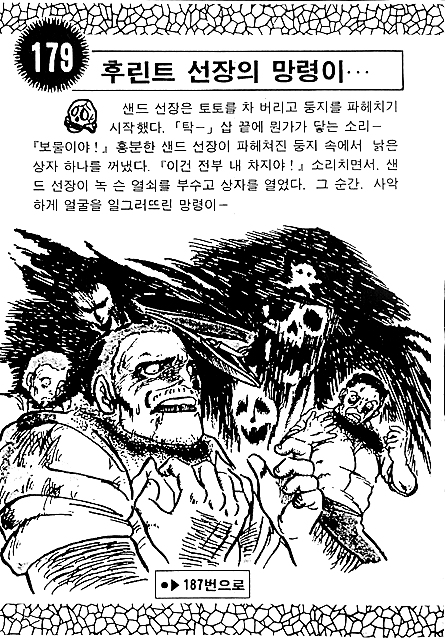 179
후린트 선장의 망령이…
샌드 선장은 토토를 차 버리고 둥지를 파헤치기
시작했다. 「탁ー」 삽 끝에 뭔가가 닿는 소리ー
『보물이야!』 흥분한 샌드 선장이 파헤쳐진 둥지 속에서 낡은
상자 하나를 꺼냈다. 『이건 전부 내 차지야!』 소리치면서, 샌
드 선장이 녹 슨 열쇠를 부수고 상자를 열었다. 그 순간, 사악
하게 얼굴을 일그러뜨린 망령이ー
●▶ 187번으로